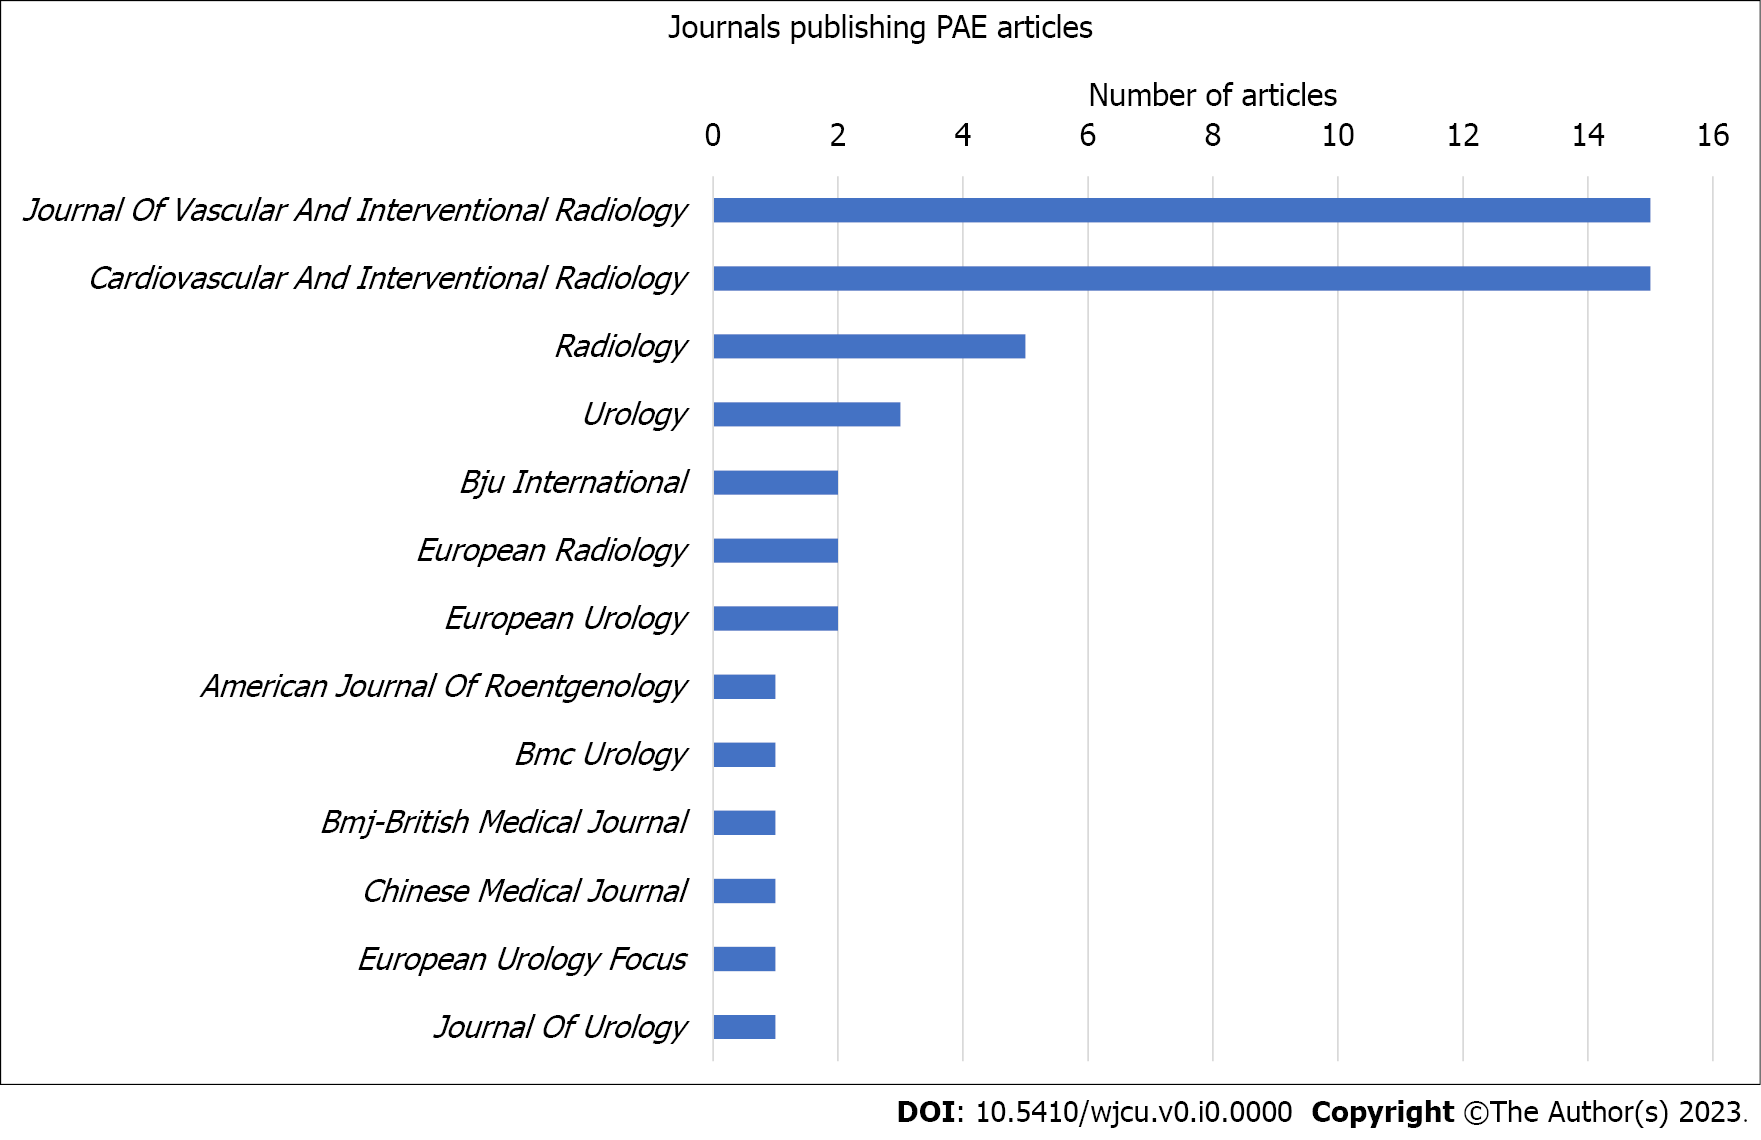 Journals publishing PAE articles
Number of articles
0 2 4 6 8 10 12 14 16
Journal Of Vascular And Interventional Radiology
Cardiovascular And Interventional Radiology
Radiology
Urology
Bju International
European Radiology
European Urology
American Journal Of Roentgenology
Bmc Urology
Bmj-British Medical Journal
Chinese Medical Journal
European Urology Focus
Journal Of Urology
DOI: 10.5410/wjcu.v0.i0.0000 Copyright ©The Author(s) 2023.